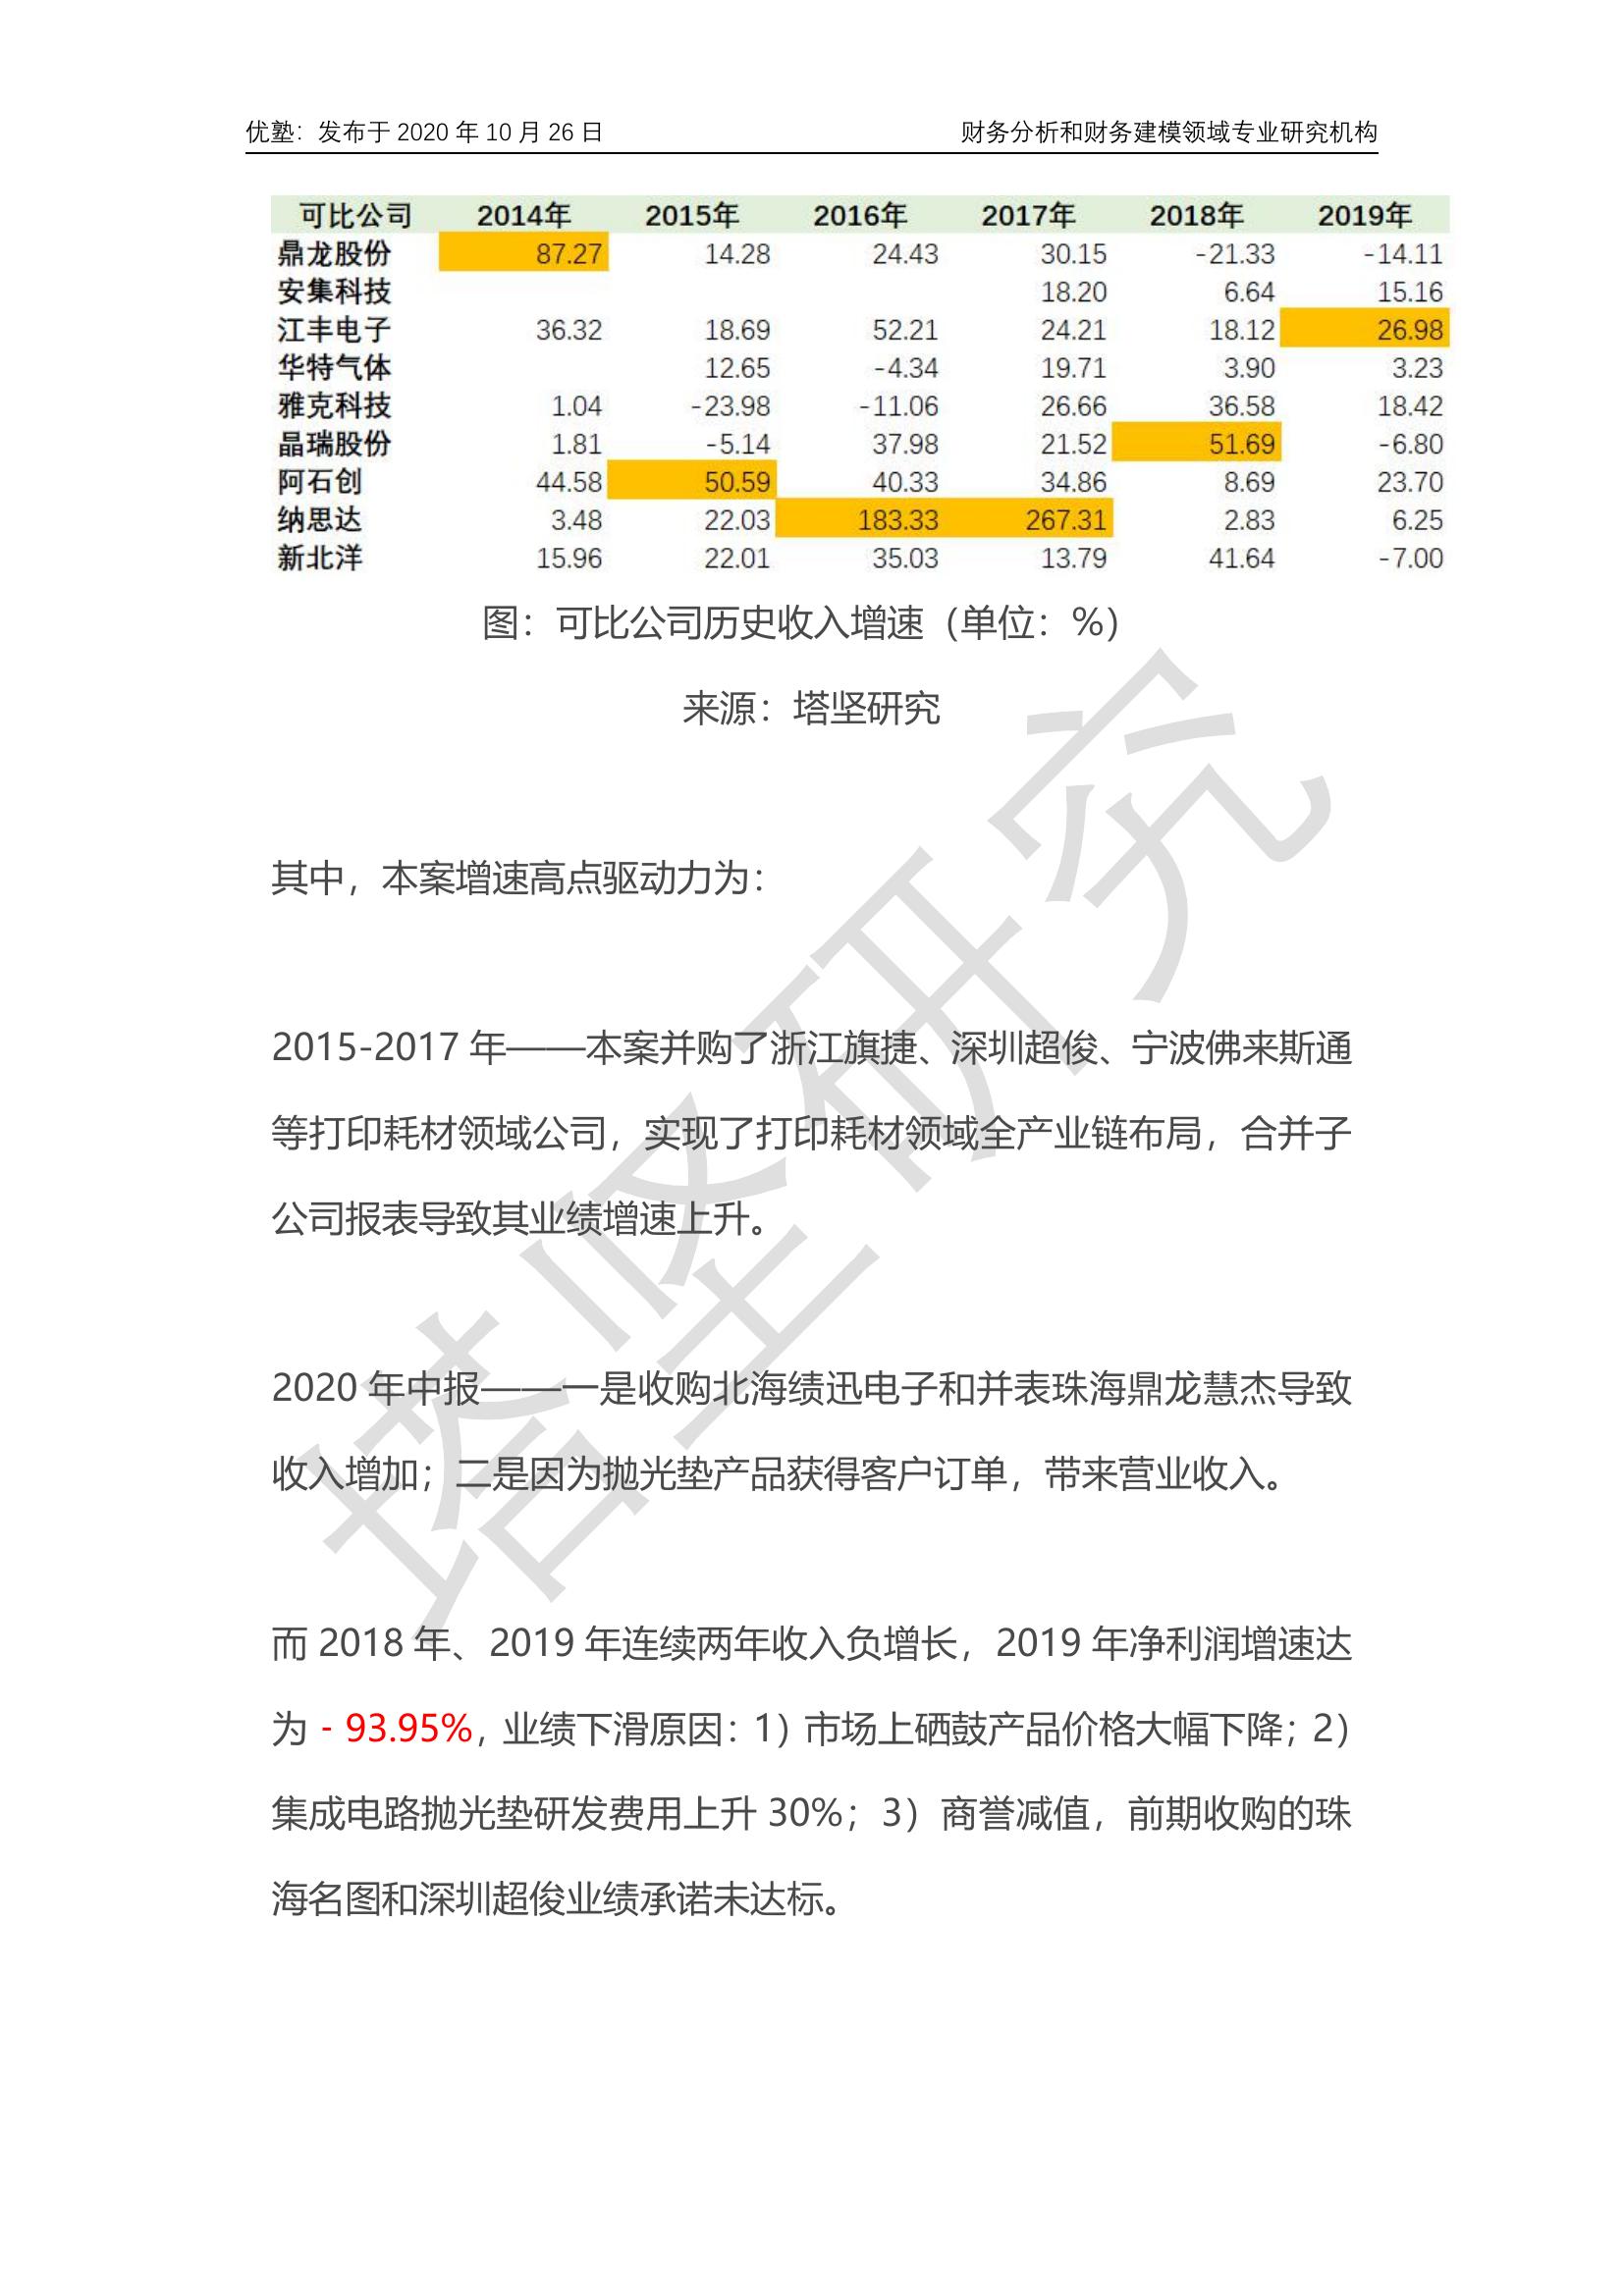 优塾：发布于 2020 年 10 月 26 日 财务分析和财务建模领域专业研究机构
可比公司 2014年 2015年 2016年 2017年 2018年 2019年
鼎龙股份 87.27 14.28 24.43 30.15 -21.33 -14.11
安集科技 18.20 6.64 15.16
江丰电子 36.32 18.69 52.21 24.21 18.12 26.98
华特气体 12.65 -4.34 19.71 3.90 3.23
雅克科技 1.04 -23.98 -11.06 26.66 36.58 18.42
晶瑞股份 1.81 -5.14 37.98 21.52 51.69 -6.80
阿石创 44.58 50.59 40.33 34.86 8.69 23.70
纳思达 3.48 22.03 183.33 267.31 2.83 6.25
新北洋 15.96 22.01 35.03 13.79 41.64 -7.00
图：可比公司历史收入增速（单位：%）
来源：塔坚研究
其中，本案增速高点驱动力为：
2015-2017 年——本案并购了浙江旗捷、深圳超俊、宁波佛来斯通
等打印耗材领域公司，实现了打印耗材领域全产业链布局，合并子
公司报表导致其业绩增速上升。
2020 年中报——一是收购北海绩迅电子和并表珠海鼎龙慧杰导致
收入增加；二是因为抛光垫产品获得客户订单，带来营业收入。
而 2018 年、2019 年连续两年收入负增长，2019 年净利润增速达
为 - 93.95%，业绩下滑原因：1）市场上硒鼓产品价格大幅下降；2）
集成电路抛光垫研发费用上升 30%；3）商誉减值，前期收购的珠
海名图和深圳超俊业绩承诺未达标。
塔坚研究